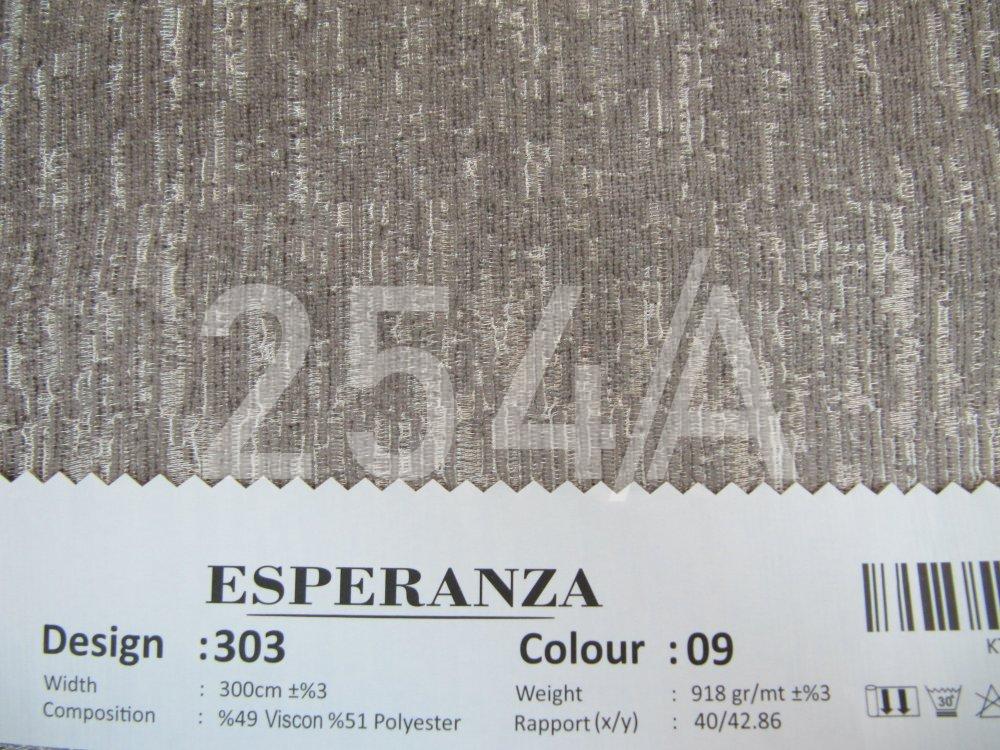 254/A
ESPERANZA
Design :303
Colour :09
Width : 300cm ±%3
Weight : 918 gr/mt ±%3
Composition : %49 Viscon %51 Polyester
Rapport (x/y) : 40/42.86
30°